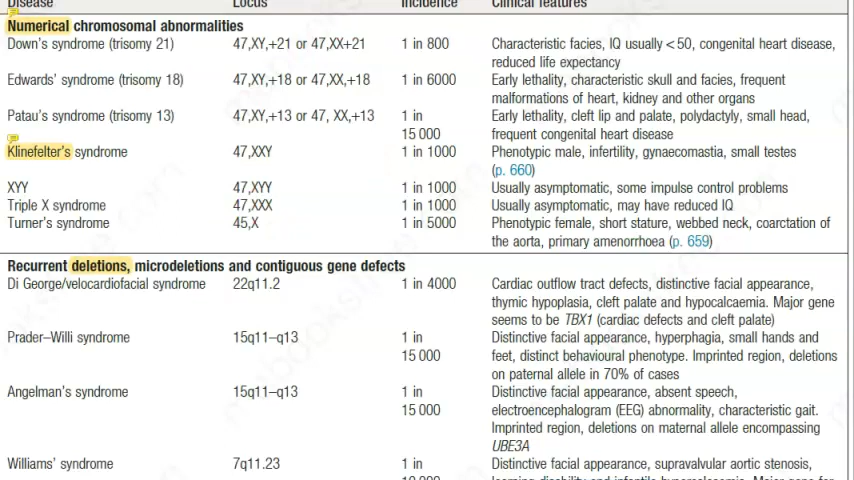 Disease Locus Incidence Clinical features
Numerical chromosomal abnormalities
Down's syndrome (trisomy 21) 47,XY,+21 or 47,XX+21 1 in 800 Characteristic facies, IQ usually < 50, congenital heart disease,
reduced life expectancy
Edwards' syndrome (trisomy 18) 47,XY,+18 or 47,XX,+18 1 in 6000 Early lethality, characteristic skull and facies, frequent
malformations of heart, kidney and other organs
Patau's syndrome (trisomy 13) 47,XY,+13 or 47, XX,+13 1 in Early lethality, cleft lip and palate, polydactyly, small head,
15 000 frequent congenital heart disease
Klinefelter's syndrome 47,XXY 1 in 1000 Phenotypic male, infertility, gynaecomastia, small testes
(p. 660)
XYY 47,XYY 1 in 1000 Usually asymptomatic, some impulse control problems
Triple X syndrome 47,XXX 1 in 1000 Usually asymptomatic, may have reduced IQ
Turner's syndrome 45,X 1 in 5000 Phenotypic female, short stature, webbed neck, coarctation of
the aorta, primary amenorrhoea (p. 659)
Recurrent deletions, microdeletions and contiguous gene defects
Di George/velocardiofacial syndrome 22q11.2 1 in 4000 Cardiac outflow tract defects, distinctive facial appearance,
thymic hypoplasia, cleft palate and hypocalcaemia. Major gene
seems to be TBX1 (cardiac defects and cleft palate)
Prader–Willi syndrome 15q11–q13 1 in Distinctive facial appearance, hyperphagia, small hands and
15 000 feet, distinct behavioural phenotype. Imprinted region, deletions
on paternal allele in 70% of cases
Angelman's syndrome 15q11–q13 1 in Distinctive facial appearance, absent speech,
15 000 electroencephalogram (EEG) abnormality, characteristic gait.
Imprinted region, deletions on maternal allele encompassing
UBE3A
Williams' syndrome 7q11.23 1 in Distinctive facial appearance, supravalvular aortic stenosis,